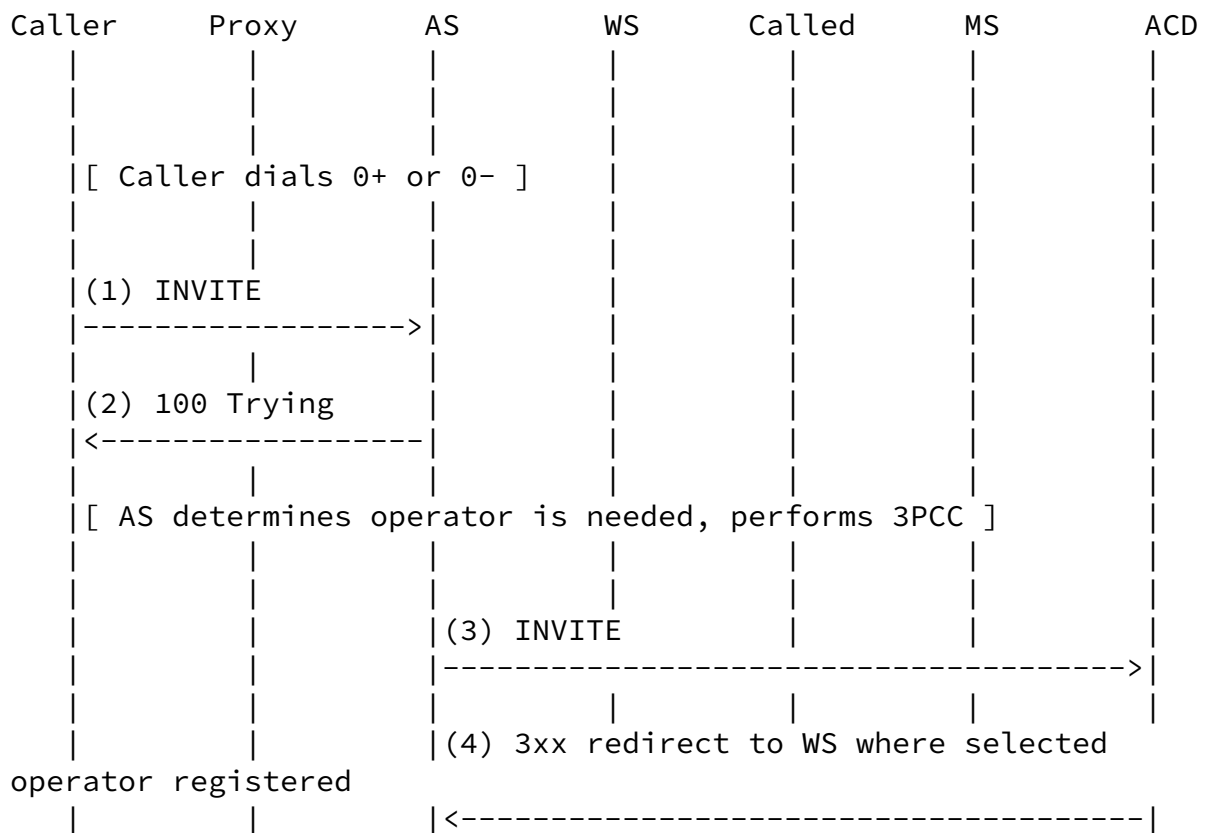 Caller Proxy AS WS Called MS ACD
[ Caller dials 0+ or 0- ]
(1) INVITE
(2) 100 Trying
[ AS determines operator is needed, performs 3PCC ]
(3) INVITE
(4) 3xx redirect to WS where selected
operator registered